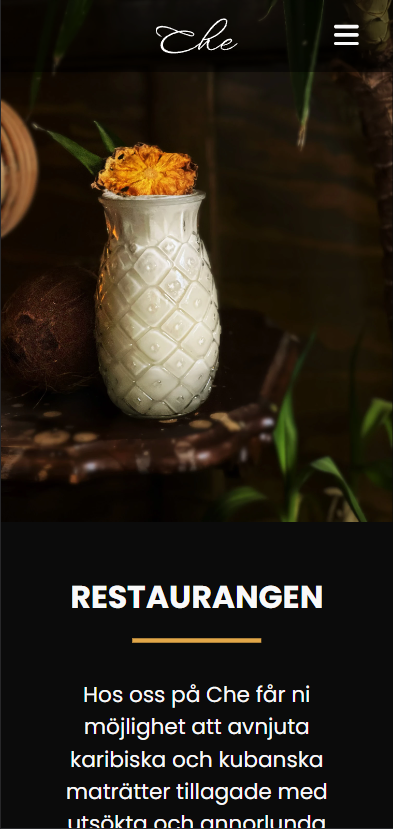 Che
RESTAURANGEN
Hos oss på Che får ni
möjlighet att avnjuta
karibiska och kubanska
maträtter tillagade med
utsökta och annorlunda